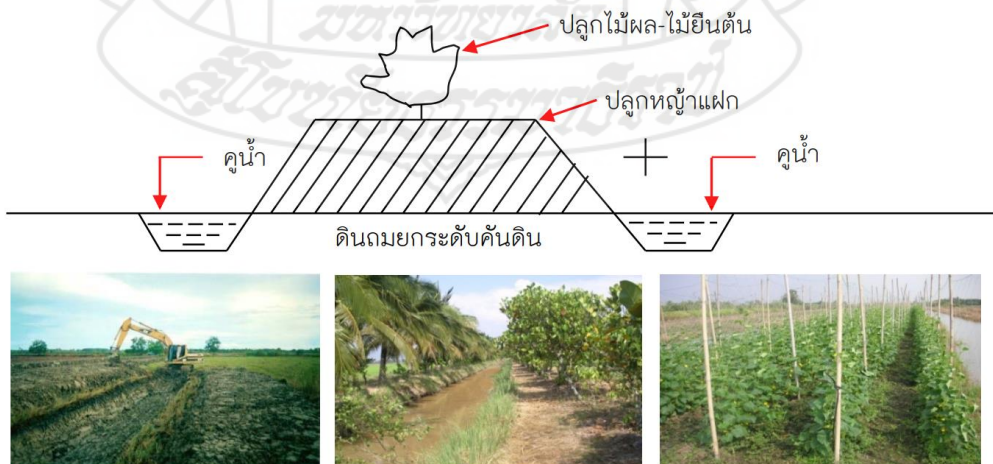 ปลูกไม้ผล-ไม้ยืนต้น
ปลูกหญ้าแฝก
คูน้ำ
คูน้ำ
ดินถมยกระดับคันดิน